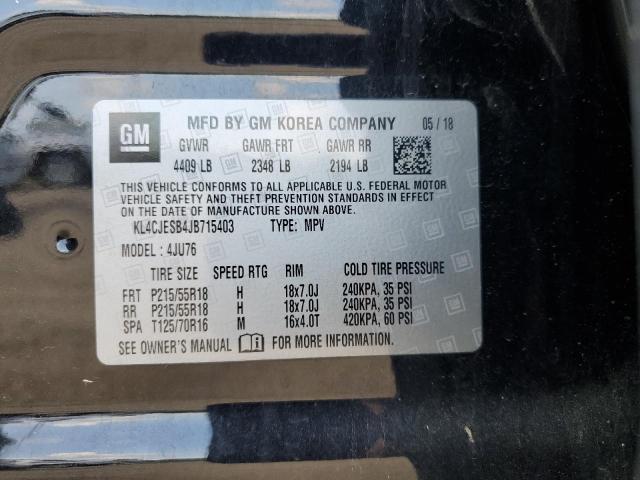 GM MFD BY GM KOREA COMPANY 05/18
GVWR GAWR FRT GAWR RR
4409 LB 2348 LB 2194 LB
THIS VEHICLE CONFORMS TO ALL APPLICABLE U.S. FEDERAL MOTOR
VEHICLE SAFETY AND THEFT PREVENTION STANDARDS IN EFFECT
ON THE DATE OF MANUFACTURE SHOWN ABOVE.
KL4CJESB4JB715403 TYPE: MPV
MODEL : 4JU76
TIRE SIZE SPEED RTG RIM COLD TIRE PRESSURE
FRT P215/55R18 H 18x7.0J 240KPA, 35 PSI
RR P215/55R18 H 18x7.0J 240KPA, 35 PSI
SPA T125/70R16 M 16x4.0T 420KPA, 60 PSI
SEE OWNER'S MANUAL FOR MORE INFORMATION.